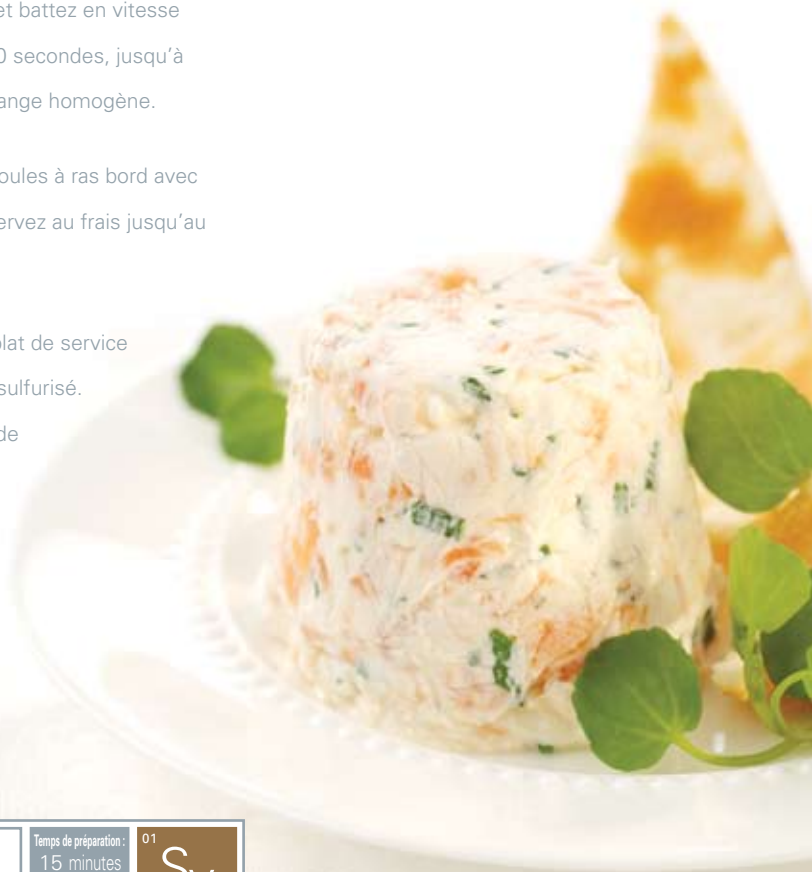 et battez en vitesse
0 secondes, jusqu’à
ange homogène.
oules à ras bord avec
ervez au frais jusqu’au
lat de service
sulfurisé.
de
Temps de préparation :
15 minutes
01